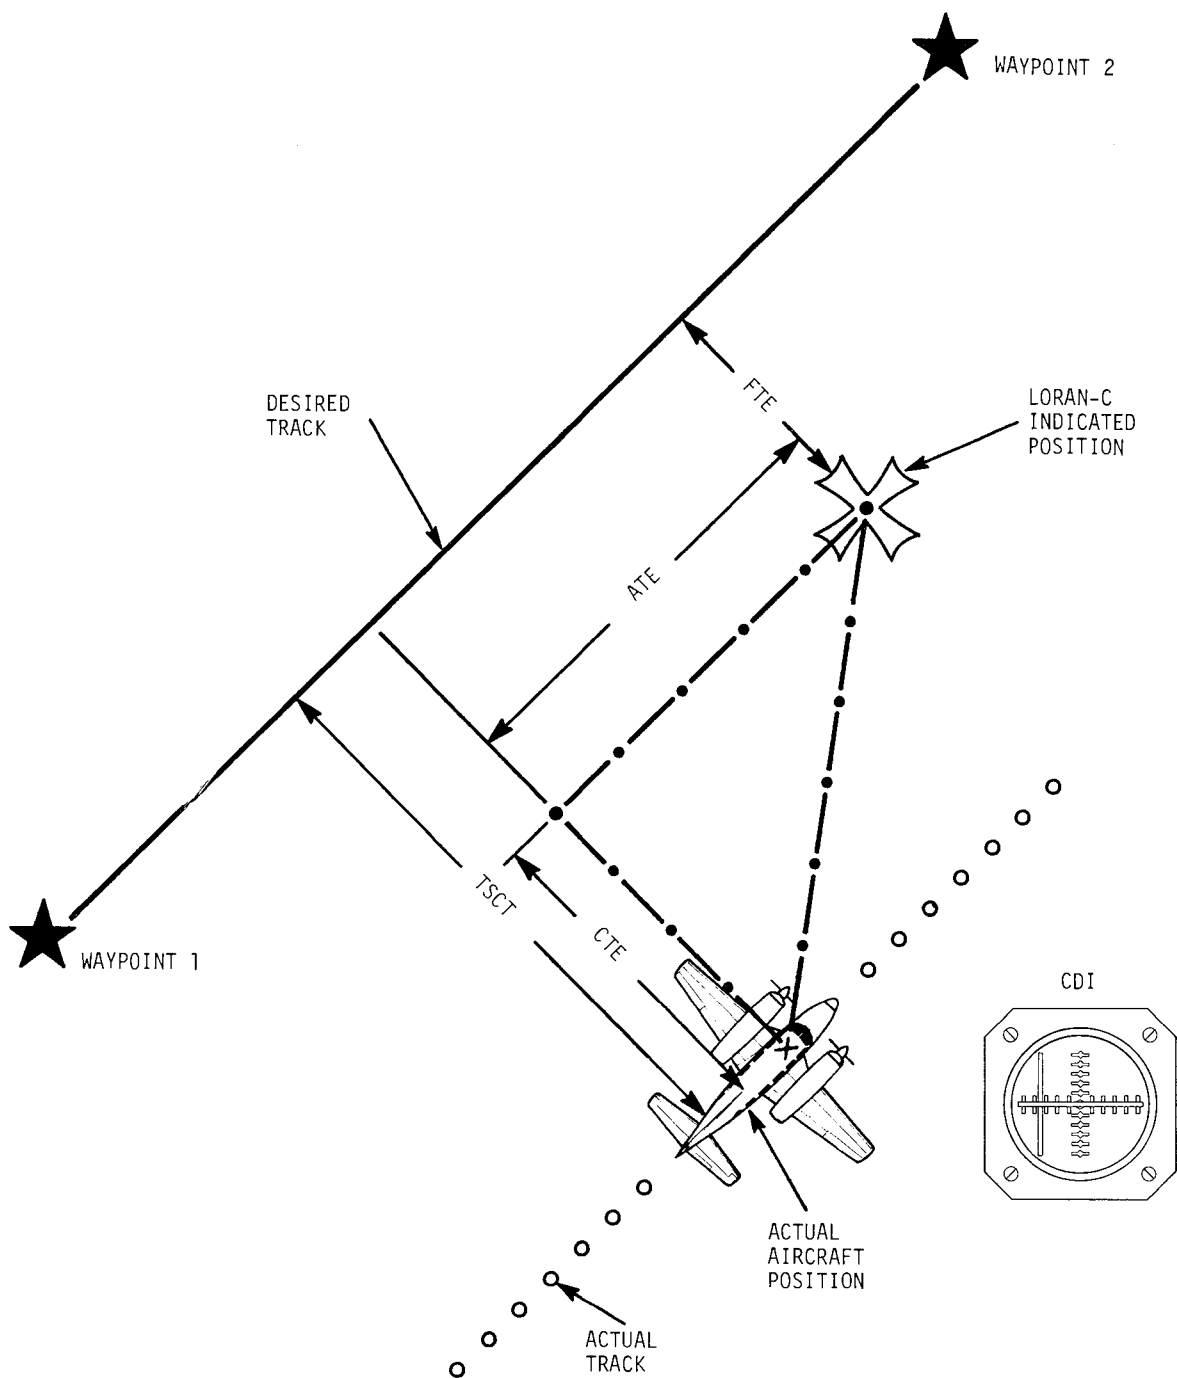 WAYPOINT 2
FTE
DESIRED
TRACK
LORAN-C
INDICATED
POSITION
ATE
TSCT
CTE
WAYPOINT 1
CDI
ACTUAL
AIRCRAFT
POSITION
ACTUAL
TRACK